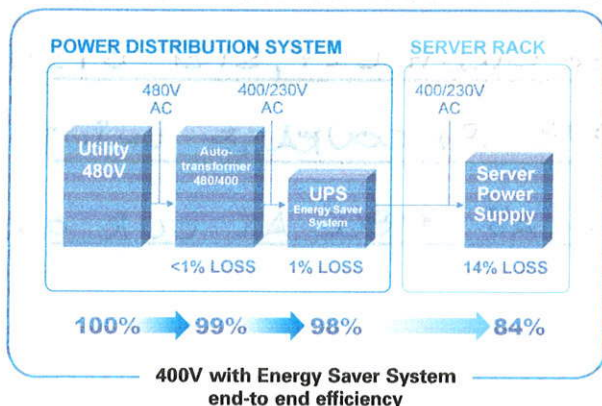 POWER DISTRIBUTION SYSTEM
SERVER RACK
480V
AC
400/230V
AC
400/230V
AC
Utility
480V
Auto-
transformer
480/400
UPS
Energy Saver
System
Server
Power
Supply
<1% LOSS
1% LOSS
14% LOSS
100%
99%
98%
84%
400V with Energy Saver System
end-to end efficiency